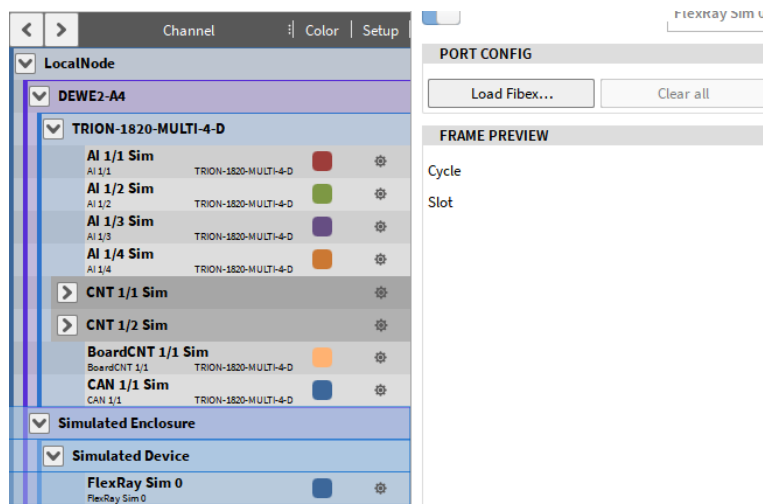 Channel Color Setup
LocalNode
DEWE2-A4
TRION-1820-MULTI-4-D
AI 1/1 Sim
AI 1/1 TRION-1820-MULTI-4-D
AI 1/2 Sim
AI 1/2 TRION-1820-MULTI-4-D
AI 1/3 Sim
AI 1/3 TRION-1820-MULTI-4-D
AI 1/4 Sim
AI 1/4 TRION-1820-MULTI-4-D
CNT 1/1 Sim
CNT 1/2 Sim
BoardCNT 1/1 Sim
BoardCNT 1/1 TRION-1820-MULTI-4-D
CAN 1/1 Sim
CAN 1/1 TRION-1820-MULTI-4-D
Simulated Enclosure
Simulated Device
FlexRay Sim 0
FlexRay Sim 0
FlexRay Sim 0
PORT CONFIG
Load Fibex... Clear all
FRAME PREVIEW
Cycle
Slot